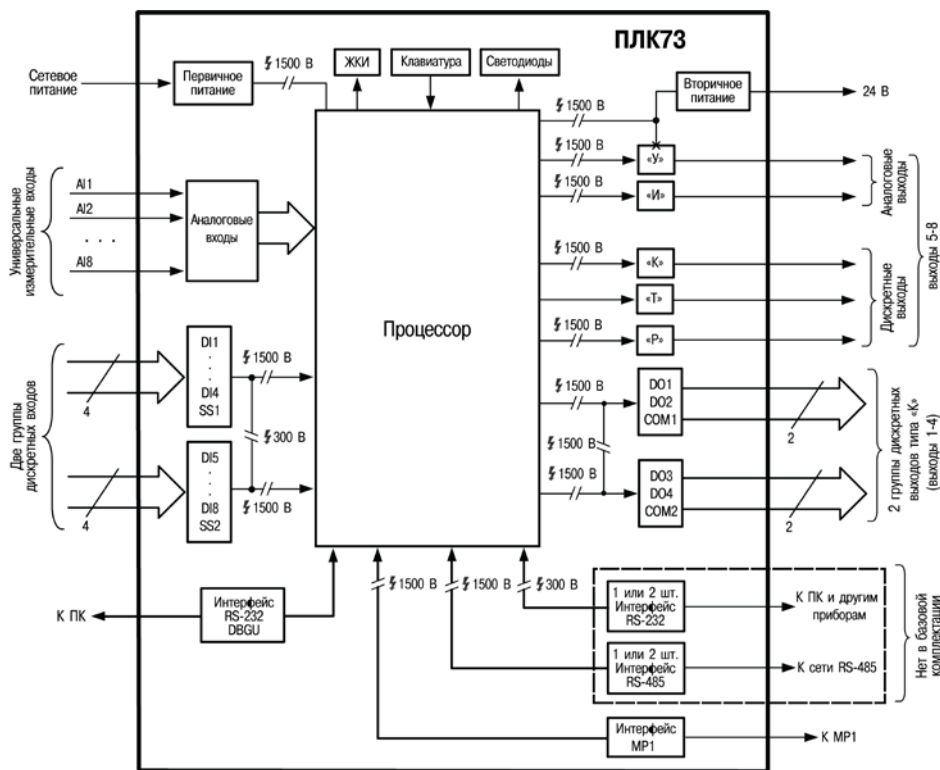 ПЛК73
Сетевое
питание
Первичного
питания
1500 В
ЖКИ
Клавиатура
Светодиоды
1500 В
Вторичное
питание
24 В
1500 В
«У»
1500 В
«И»
Аналоговые
выходы
Универсальные
измерительные входы
AI1
AI2
. . .
AI8
Аналоговые
входы
Процессор
1500 В
«К»
«Т»
1500 В
«Р»
Дискретные
выходы
выходы 5-8
Две группы
дискретных входов
4
DI1
.
.
.
DI4
SS1
1500 В
300 В
4
DI5
.
.
.
DI8
SS2
1500 В
1500 В
DO1
DO2
COM1
2
1500 В
1500 В
DO3
DO4
COM2
2
2 группы дискретных
выходов типа «К»
(выходы 1-4)
1500 В
1500 В
300 В
К ПК
Интерфейс
RS-232
DBGU
1 или 2 шт.
Интерфейс
RS-232
К ПК и другим
приборам
1 или 2 шт.
Интерфейс
RS-485
К сети RS-485
Нет в базовой
комплектации
Интерфейс
МР1
К МР1